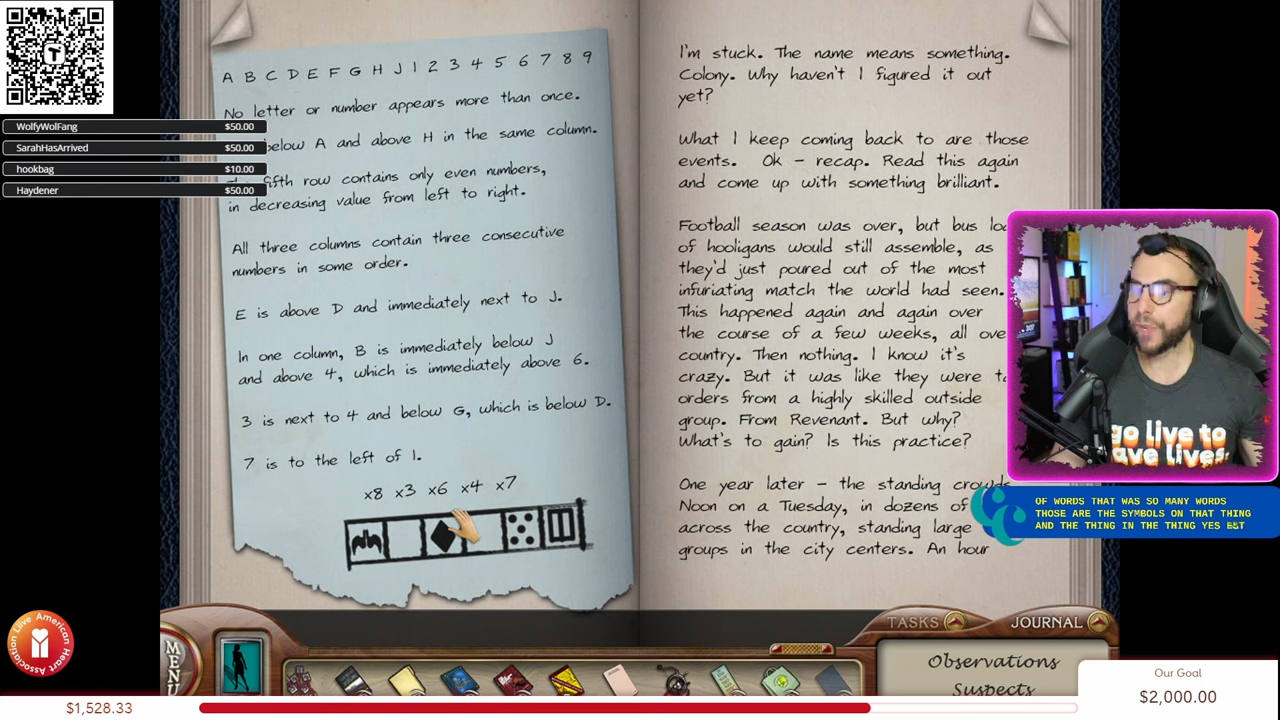 A B C D E F G H J 1 2 3 4 5 6 7 8 9
No letter or number appears more than once.
below A and above H in the same column.
fifth row contains only even numbers,
in decreasing value from left to right.
All three columns contain three consecutive
numbers in some order.
E is above D and immediately next to J.
In one column, B is immediately below J
and above 4, which is immediately above 6.
3 is next to 4 and below G, which is below D.
7 is to the left of 1.
x8 x3 x6 x4 x7
WolfyWolFang $50.00
SarahHasArrived $50.00
hookbag $10.00
Haydener $50.00
I'm stuck. The name means something.
Colony. Why haven't I figured it out
yet?
What I keep coming back to are those
events. Ok - recap. Read this again
and come up with something brilliant.
Football season was over, but bus
of hooligans would still assemble, as
they'd just poured out of the most
infuriating match the world had seen.
This happened again and again over
the course of a few weeks, all
country. Then nothing. I know it's
crazy. But it was like they were
orders from a highly skilled outside
group. From Revenant. But why?
What's to gain? Is this practice?
One year later - the standing crowds.
Noon on a Tuesday, in dozens of
across the country, standing large
groups in the city centers. An hour
go live to
save lives.
OF WORDS THAT WAS SO MANY WORDS
THOSE ARE THE SYMBOLS ON THAT THING
AND THE THING IN THE THING YES BET
TASKS
JOURNAL
Observations
Suspects
MENU
American Heart Association Live
Our Goal
$2,000.00
$1,528.33